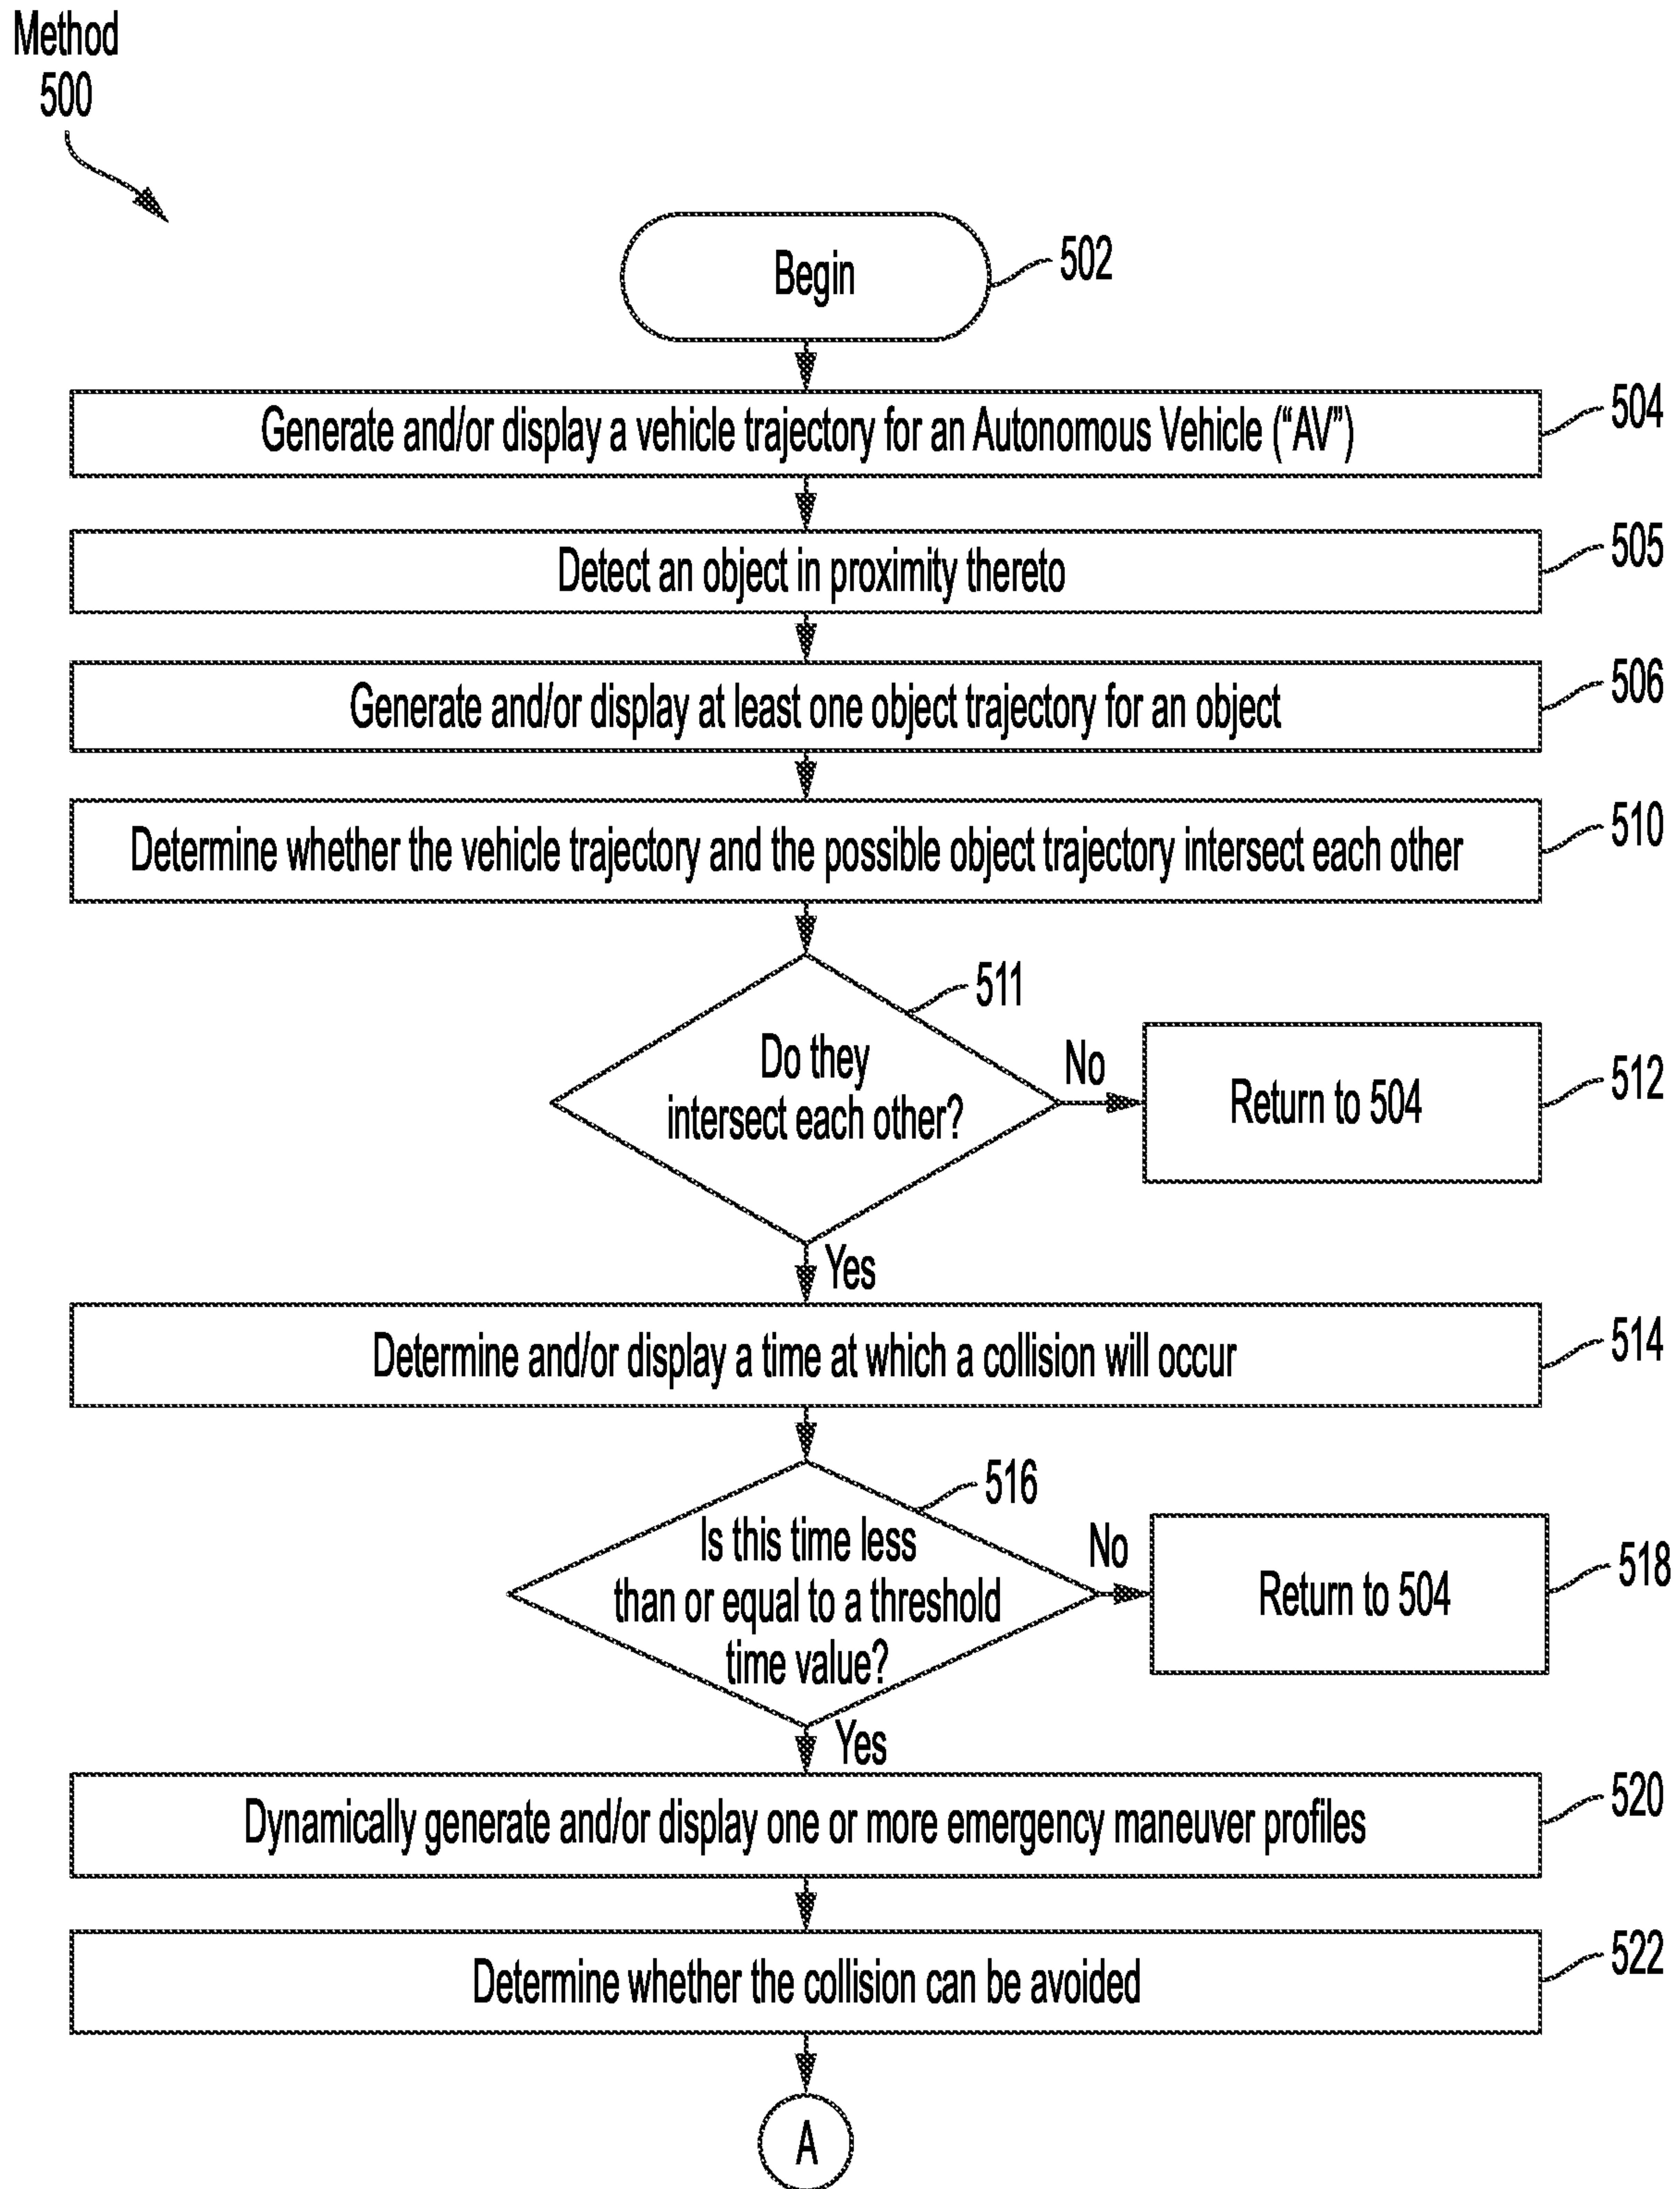 Method
500
Begin
502
Generate and/or display a vehicle trajectory for an Autonomous Vehicle (“AV”)
504
Detect an object in proximity thereto
505
Generate and/or display at least one object trajectory for an object
506
Determine whether the vehicle trajectory and the possible object trajectory intersect each other
510
511
Do they
intersect each other?
No
Return to 504
512
Yes
Determine and/or display a time at which a collision will occur
514
516
Is this time less
than or equal to a threshold
time value?
No
Return to 504
518
Yes
Dynamically generate and/or display one or more emergency maneuver profiles
520
Determine whether the collision can be avoided
522
A